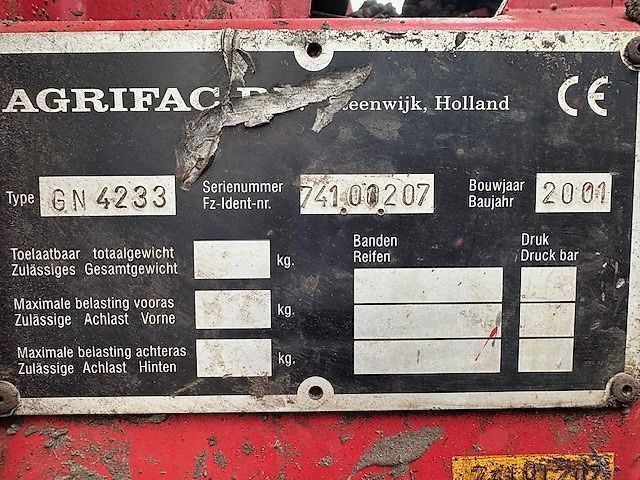 AGRIFAC B.V. Steenwijk, Holland CE
Type GN 4233 Serienummer 74100207 Bouwjaar 2001
Fz-Ident-nr. Baujahr
Toelaatbaar totaalgewicht kg. Banden Druk
Zulässiges Gesamtgewicht Reifen Druck bar
Maximale belasting vooras kg.
Zulässige Achlast Vorne
Maximale belasting achteras kg.
Zulässige Achlast Hinten